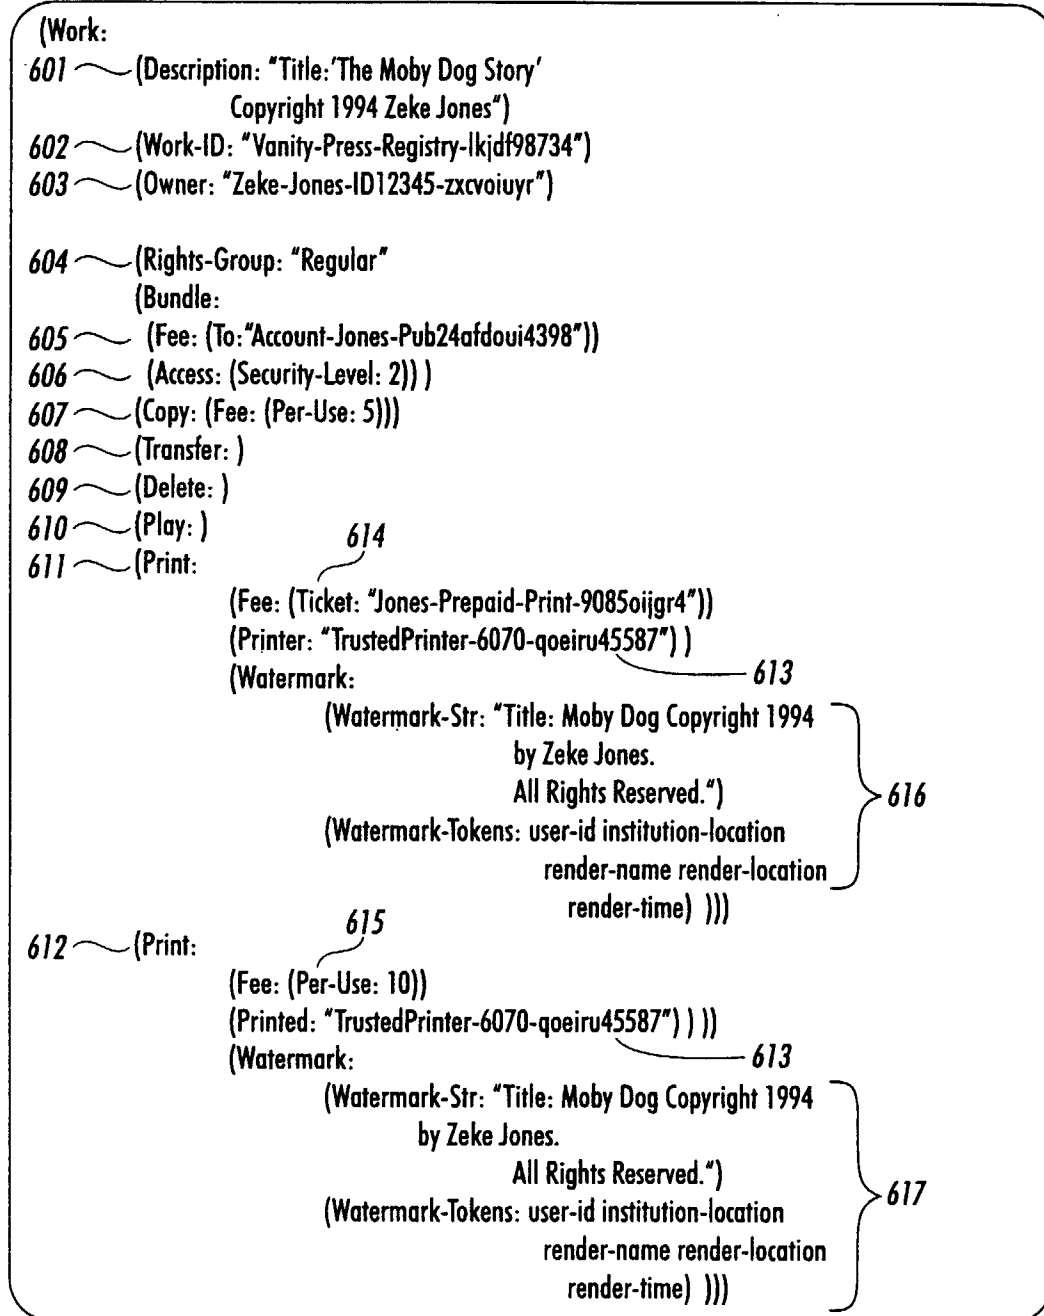 (Work:
601 (Description: "Title:'The Moby Dog Story'
Copyright 1994 Zeke Jones")
602 (Work-ID: "Vanity-Press-Registry-lkjdf98734")
603 (Owner: "Zeke-Jones-ID12345-zxcvoiuyr")
604 (Rights-Group: "Regular"
(Bundle:
605 (Fee: (To:"Account-Jones-Pub24afdoui4398"))
606 (Access: (Security-Level: 2)) )
607 (Copy: (Fee: (Per-Use: 5)))
608 (Transfer: )
609 (Delete: )
610 (Play: )
614
611 (Print:
(Fee: (Ticket: "Jones-Prepaid-Print-9085oijgr4"))
(Printer: "TrustedPrinter-6070-qoeiru45587") )
(Watermark: 613
(Watermark-Str: "Title: Moby Dog Copyright 1994
by Zeke Jones.
All Rights Reserved.") 616
(Watermark-Tokens: user-id institution-location
render-name render-location
render-time) )))
615
612 (Print:
(Fee: (Per-Use: 10))
(Printed: "TrustedPrinter-6070-qoeiru45587") ) ))
(Watermark: 613
(Watermark-Str: "Title: Moby Dog Copyright 1994
by Zeke Jones.
All Rights Reserved.") 617
(Watermark-Tokens: user-id institution-location
render-name render-location
render-time) )))